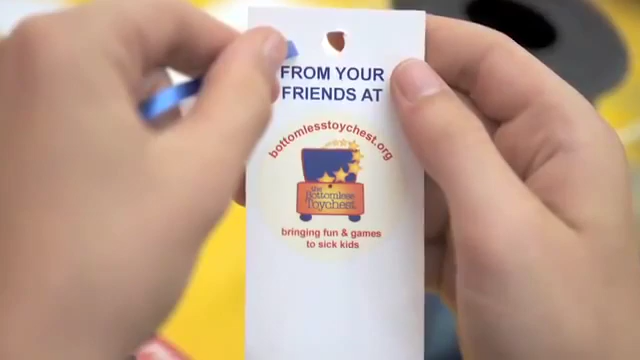 FROM YOUR
FRIENDS AT
bottomlesstoychest.org
the
Bottomless
Toychest
bringing fun & games
to sick kids